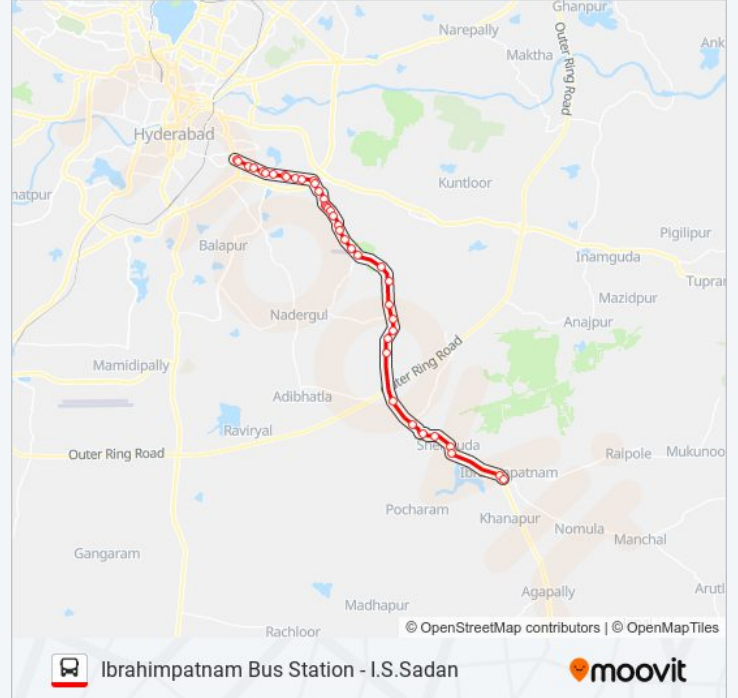 Ghanpur
Narepally
Ank
Maktha
Outer Ring Road
Hyderabad
Kuntloor
natpur
Pigilipur
Balapur
Inamguda
Tuprar
Mazidpur
Nadergul
Anajpur
Outer Ring Road
Mamidipally
Adibhatla
Raviryal
Outer Ring Road
Raipole
Mukunoo
Pocharam
Khanapur
Nomula
Manchal
Gangaram
Agapally
Arutl
Madhapur
Rachloor
© OpenStreetMap contributors | © OpenMapTiles
Ibrahimpatnam Bus Station - I.S.Sadan
moovit